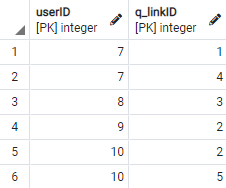 userID q_linkID
[PK] integer [PK] integer
1 7 1
2 7 4
3 8 3
4 9 2
5 10 2
6 10 5